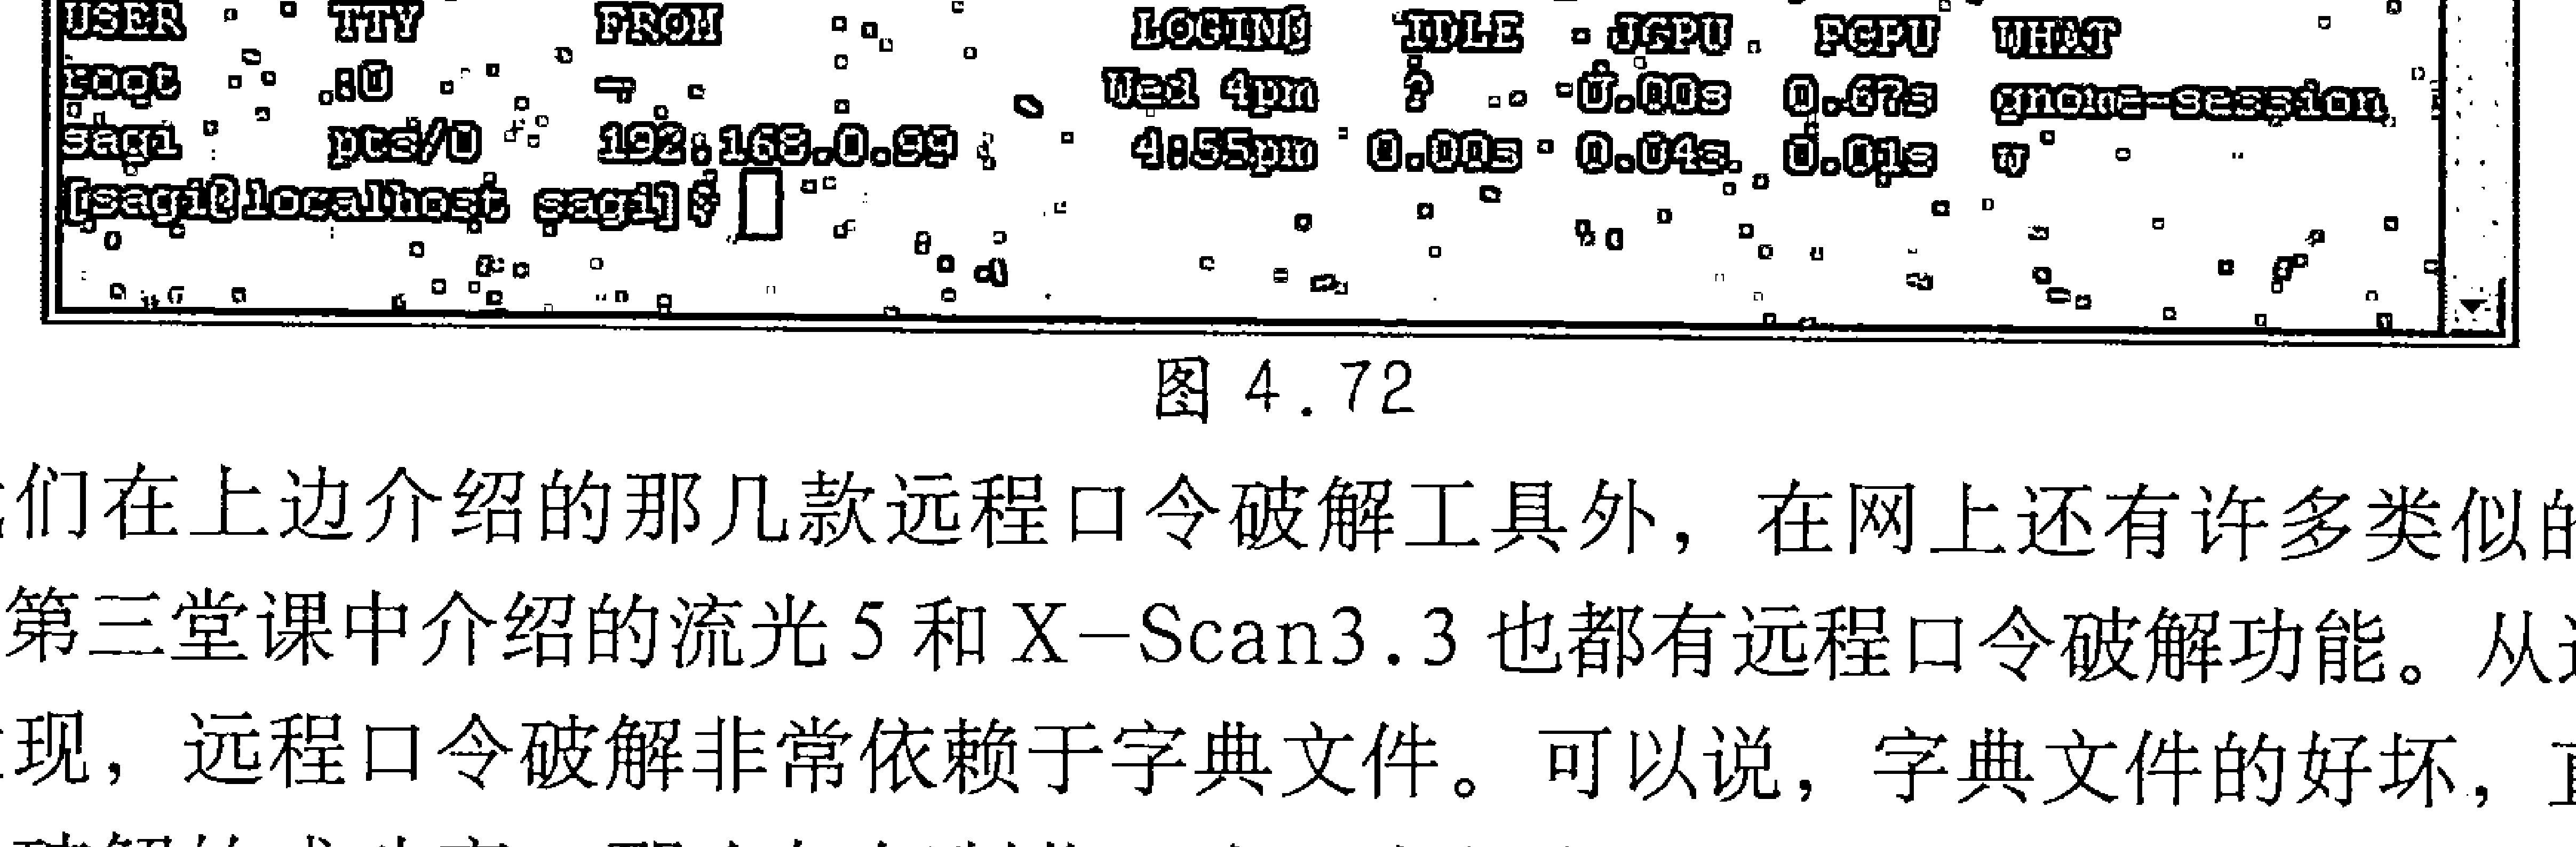 USER TTY FROM LOGIN@ IDLE JCPU PCPU WHAT
root :0 - Wed 4pm ? 0.00s 0.67s gnome-session
sagi pts/0 192.168.0.99 4:55pm 0.00s 0.04s 0.01s w
[sagi@localhost sagi]$
图 4.72
们在上边介绍的那几款远程口令破解工具外，在网上还有许多类似的
第三堂课中介绍的流光 5 和 X-Scan3.3 也都有远程口令破解功能。从
现，远程口令破解非常依赖于字典文件。可以说，字典文件的好坏，